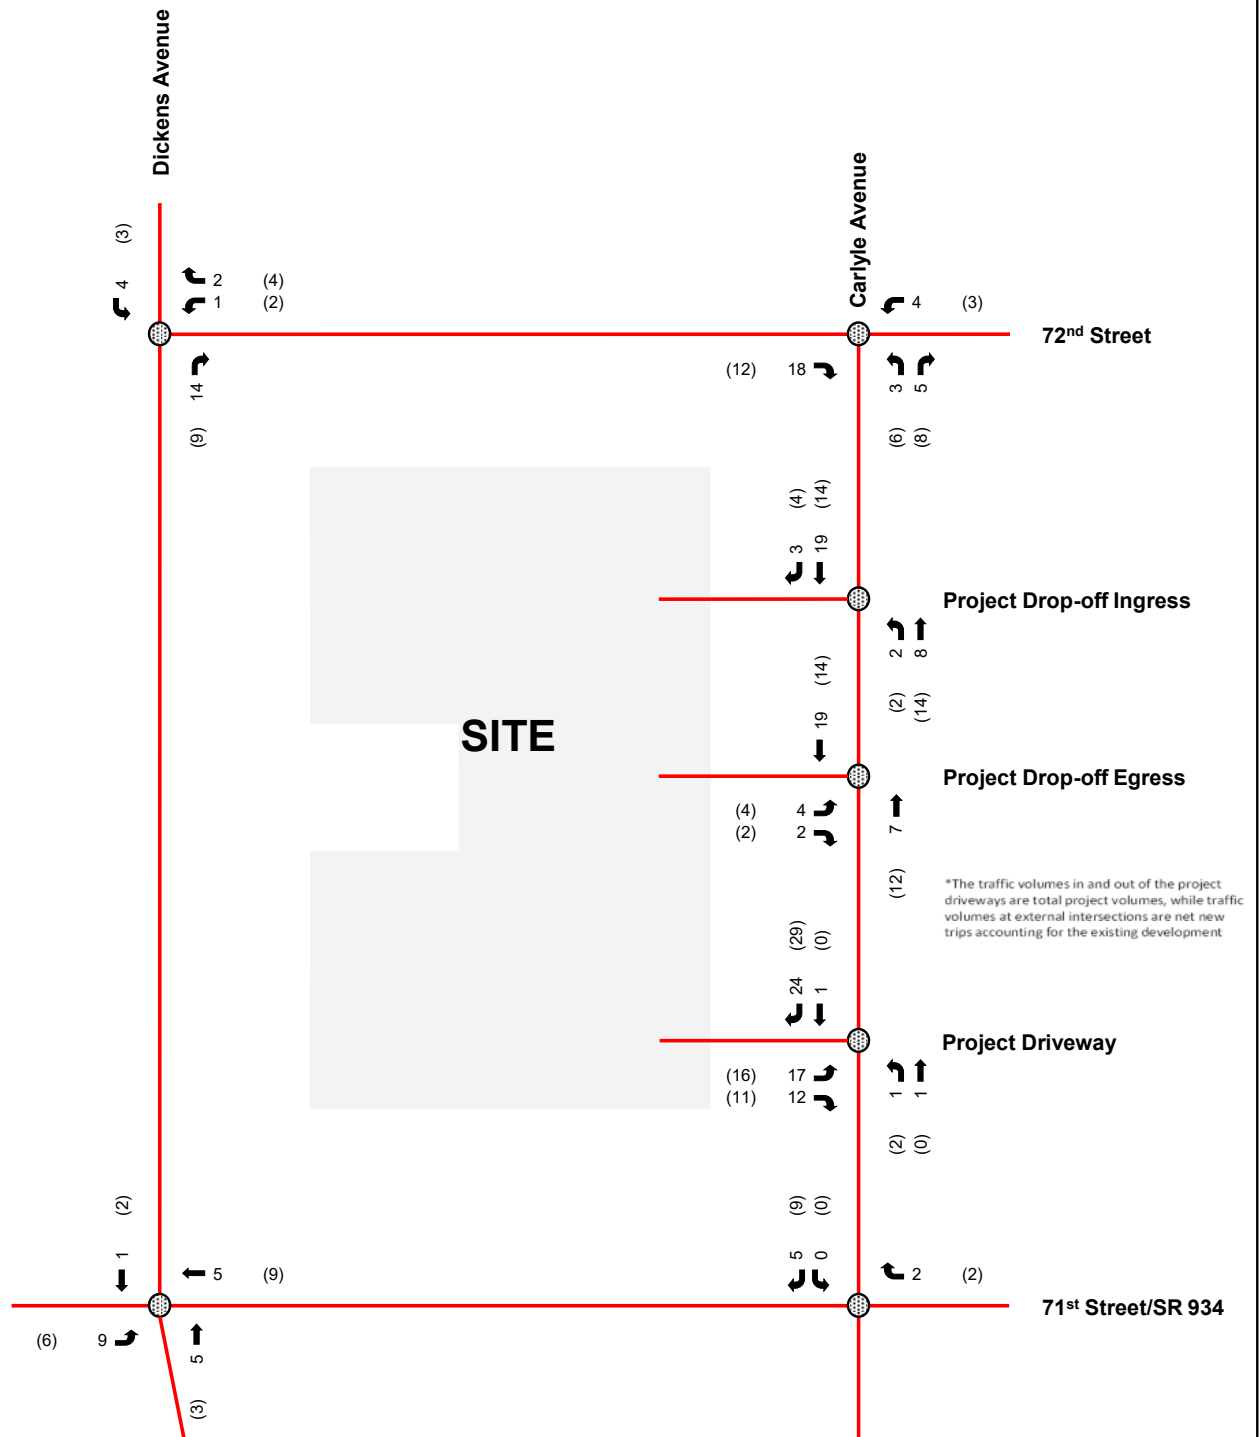 Dickens Avenue
Carlyle Avenue
(3)
4
2 (4)
1 (2)
14
(9)
4 (3)
72nd Street
(12) 18
3 5
(6) (8)
(4) (14)
3 19
Project Drop-off Ingress
2 8
(2) (14)
(14)
19
SITE
Project Drop-off Egress
(4) 4
(2) 2
7
(12)
*The traffic volumes in and out of the project
driveways are total project volumes, while traffic
volumes at external intersections are net new
trips accounting for the existing development
(29) (0)
24 1
Project Driveway
(16) 17
(11) 12
1 1
(2) (0)
(2)
1
5 (9)
(9) (0)
5 0
2 (2)
71st Street/SR 934
(6) 9
5
(3)